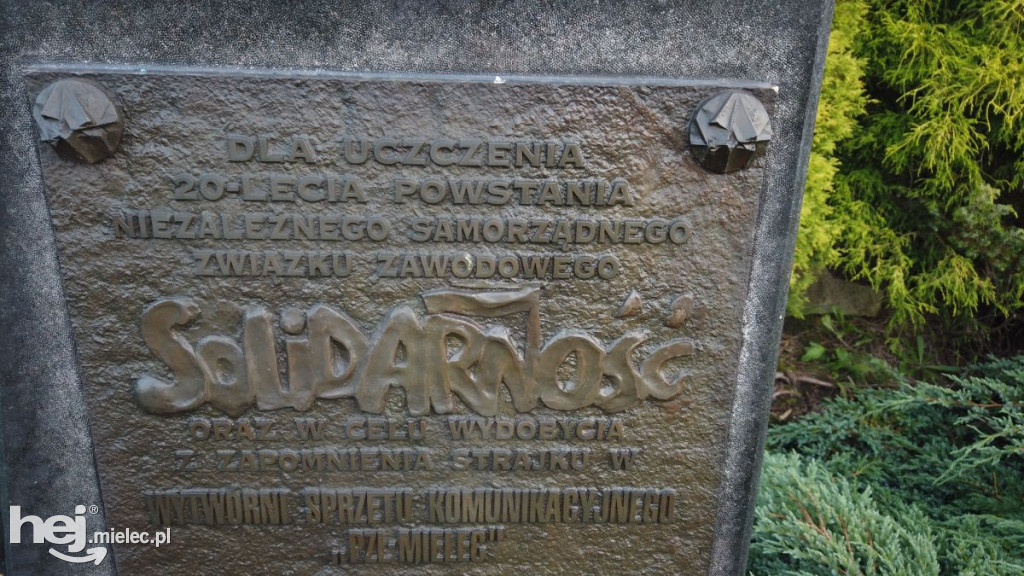 DLA UCZCZENIA
20-LECIA POWSTANIA
NIEZALEŻNEGO SAMORZĄDNEGO
ZWIĄZKU ZAWODOWEGO
SOLIDARNOŚĆ
ORAZ W CELU WYDOBYCIA
Z ZAPOMNIENIA STRAJKU W
WYTWÓRNI SPRZĘTU KOMUNIKACYJNEGO
„PZL MIELEC"
hej® .mielec.pl